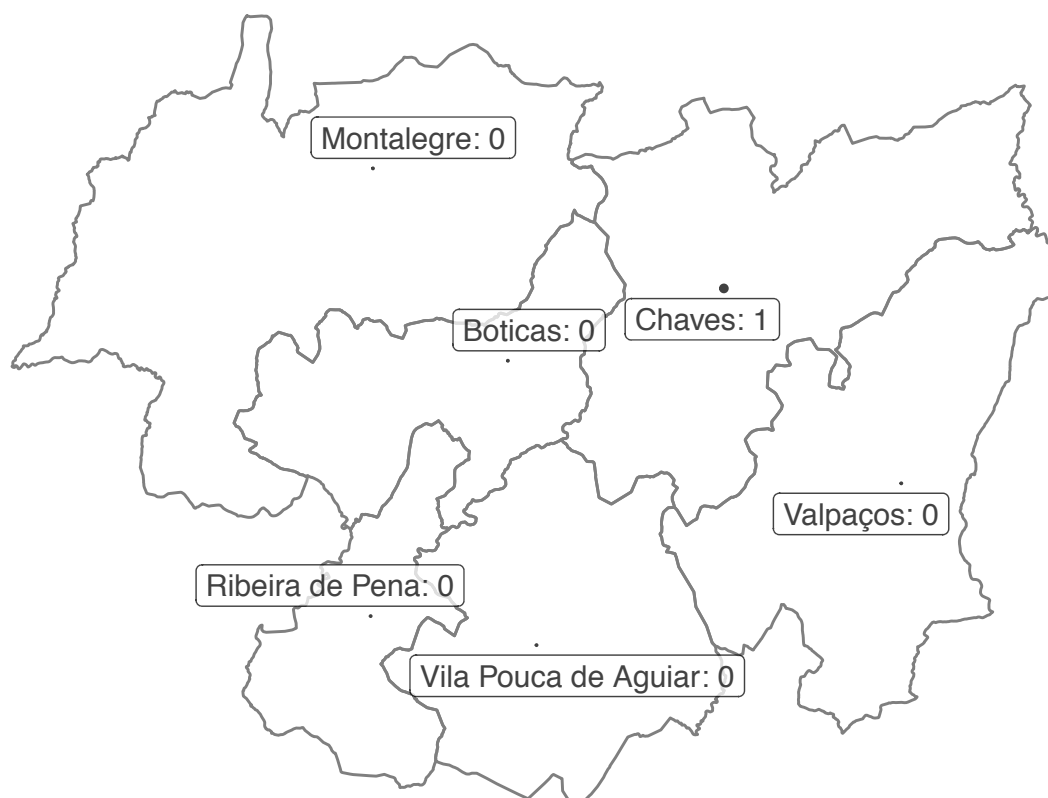 Montalegre: 0
Boticas: 0
Chaves: 1
Valpaços: 0
Ribeira de Pena: 0
Vila Pouca de Aguiar: 0